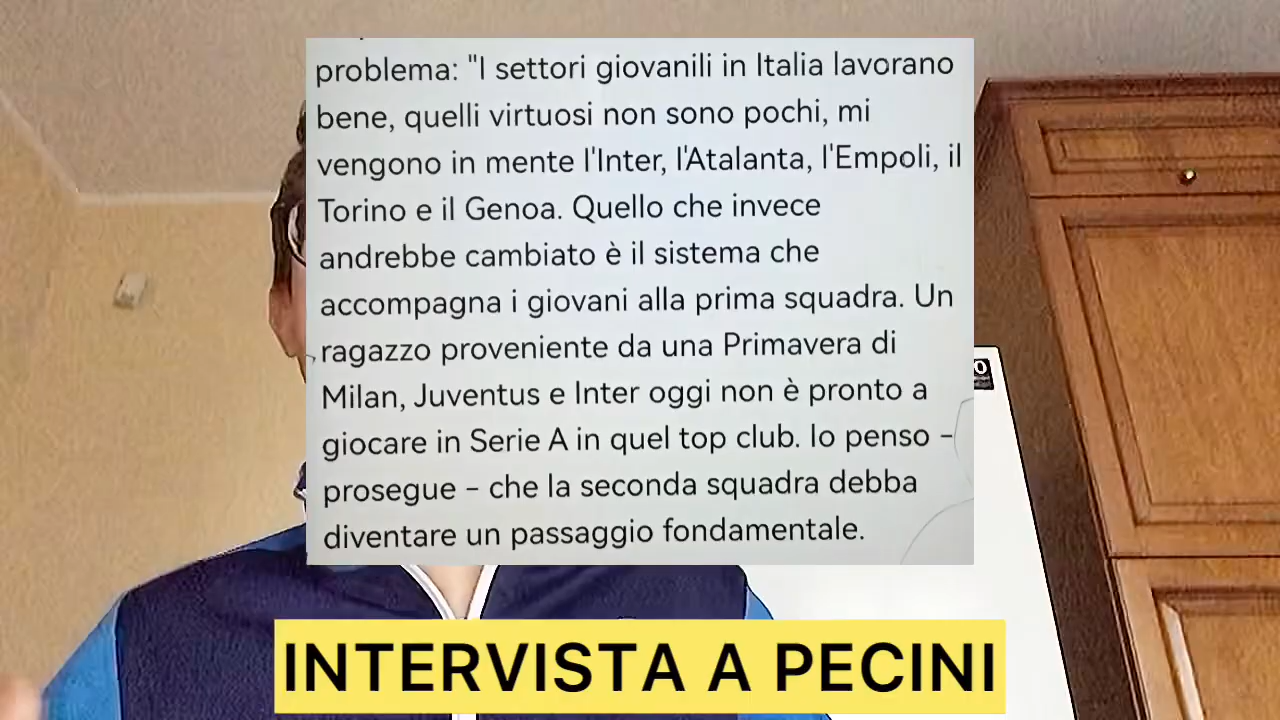 problema: "I settori giovanili in Italia lavorano
bene, quelli virtuosi non sono pochi, mi
vengono in mente l'Inter, l'Atalanta, l'Empoli, il
Torino e il Genoa. Quello che invece
andrebbe cambiato è il sistema che
accompagna i giovani alla prima squadra. Un
ragazzo proveniente da una Primavera di
Milan, Juventus e Inter oggi non è pronto a
giocare in Serie A in quel top club. Io penso –
prosegue – che la seconda squadra debba
diventare un passaggio fondamentale.
INTERVISTA A PECINI